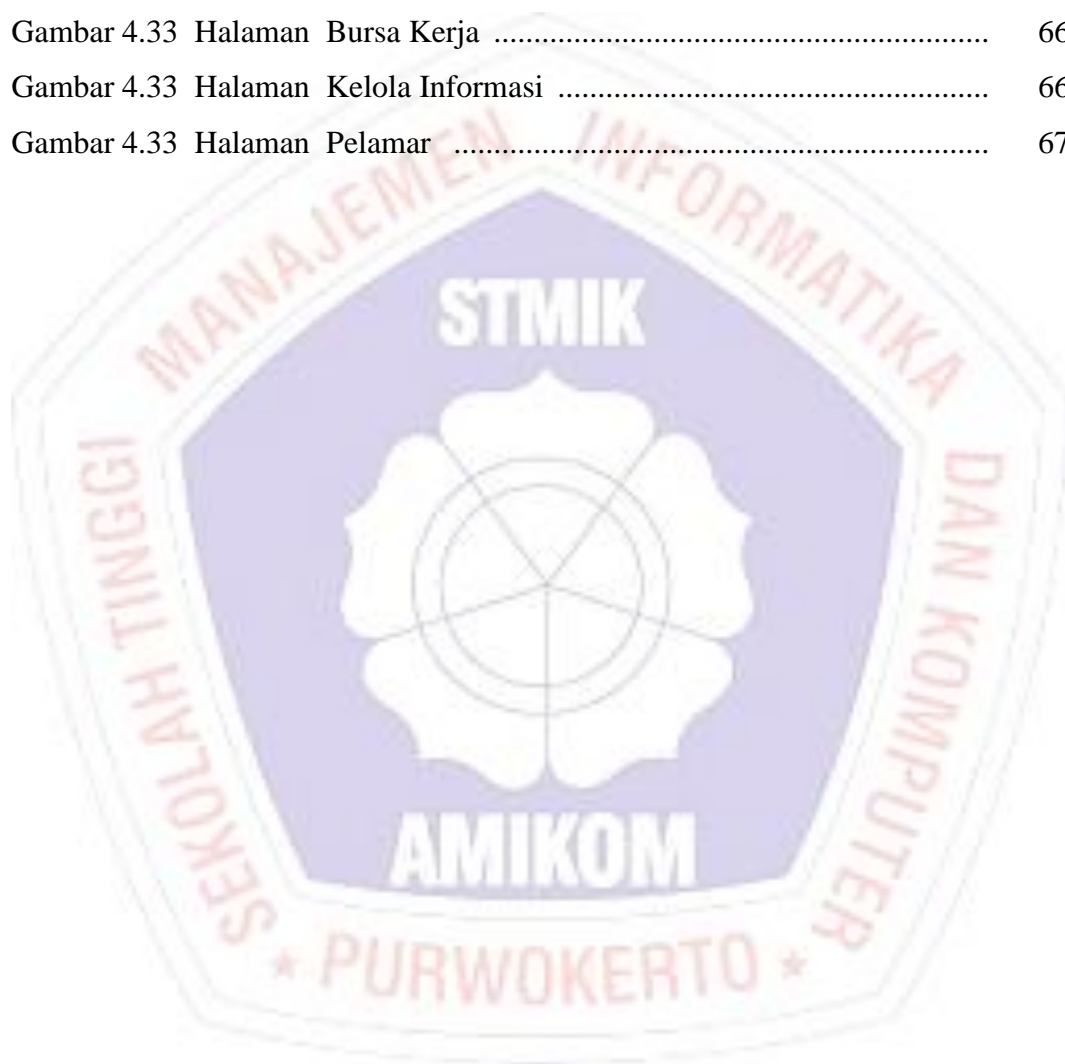 Gambar 4.33 Halaman Bursa Kerja ......................................................... 66
Gambar 4.33 Halaman Kelola Informasi .................................................. 66
Gambar 4.33 Halaman Pelamar .............................................................. 67
SEKOLAH TINGGI MANAJEMEN INFORMATIKA DAN KOMPUTER
STMIK
AMIKOM
* PURWOKERTO *